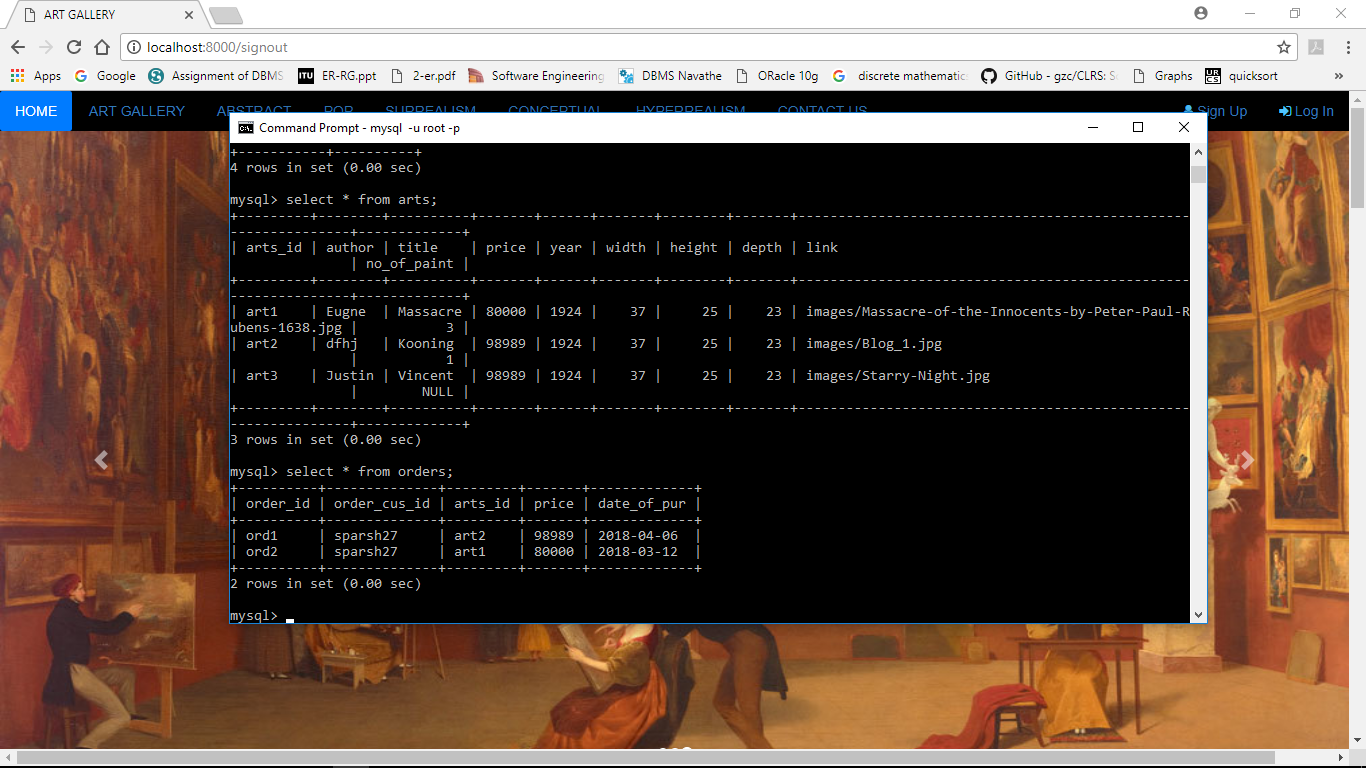 ART GALLERY
localhost:8000/signout
Apps Google Assignment of DBMS ER-RG.ppt 2-er.pdf Software Engineering DBMS Navathe ORacle 10g discrete mathematics GitHub - gzc/CLRS: S Graphs quicksort »
HOME ART GALLERY ABSTRACT POP SURREALISM CONCEPTUAL HYPERREALISM CONTACT US Sign Up Log In
Command Prompt - mysql -u root -p
+-----------+----------+
4 rows in set (0.00 sec)
mysql> select * from arts;
+---------+--------+----------+-------+------+-------+--------+-------+-------------------------------------------------
---------------+-------------+
| arts_id | author | title    | price | year | width | height | depth | link
               | no_of_paint |
+---------+--------+----------+-------+------+-------+--------+-------+-------------------------------------------------
---------------+-------------+
| art1    | Eugne  | Massacre | 80000 | 1924 |    37 |     25 |    23 | images/Massacre-of-the-Innocents-by-Peter-Paul-R
ubens-1638.jpg |           3 |
| art2    | dfhj   | Kooning  | 98989 | 1924 |    37 |     25 |    23 | images/Blog_1.jpg
               |           1 |
| art3    | Justin | Vincent  | 98989 | 1924 |    37 |     25 |    23 | images/Starry-Night.jpg
               |        NULL |
+---------+--------+----------+-------+------+-------+--------+-------+-------------------------------------------------
---------------+-------------+
3 rows in set (0.00 sec)
mysql> select * from orders;
+----------+--------------+---------+-------+-------------+
| order_id | order_cus_id | arts_id | price | date_of_pur |
+----------+--------------+---------+-------+-------------+
| ord1     | sparsh27     | art2    | 98989 | 2018-04-06  |
| ord2     | sparsh27     | art1    | 80000 | 2018-03-12  |
+----------+--------------+---------+-------+-------------+
2 rows in set (0.00 sec)
mysql>